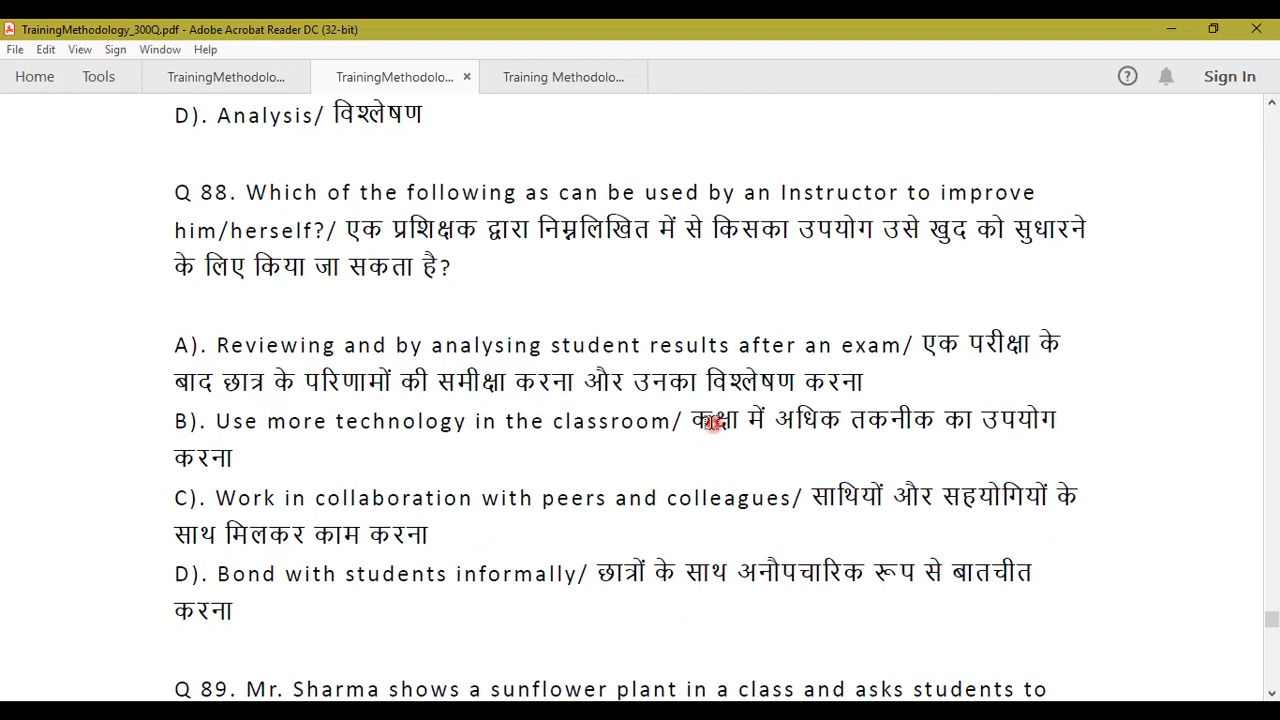 TrainingMethodology_300Q.pdf - Adobe Acrobat Reader DC (32-bit)
File Edit View Sign Window Help
Home Tools TrainingMethodolo... TrainingMethodolo... × Training Methodolo... ? Sign In
D). Analysis/ विश्लेषण
Q 88. Which of the following as can be used by an Instructor to improve
him/herself?/ एक प्रशिक्षक द्वारा निम्नलिखित में से किसका उपयोग उसे खुद को सुधारने
के लिए किया जा सकता है?
A). Reviewing and by analysing student results after an exam/ एक परीक्षा के
बाद छात्र के परिणामों की समीक्षा करना और उनका विश्लेषण करना
B). Use more technology in the classroom/ कक्षा में अधिक तकनीक का उपयोग
करना
C). Work in collaboration with peers and colleagues/ साथियों और सहयोगियों के
साथ मिलकर काम करना
D). Bond with students informally/ छात्रों के साथ अनौपचारिक रूप से बातचीत
करना
Q 89. Mr. Sharma shows a sunflower plant in a class and asks students to